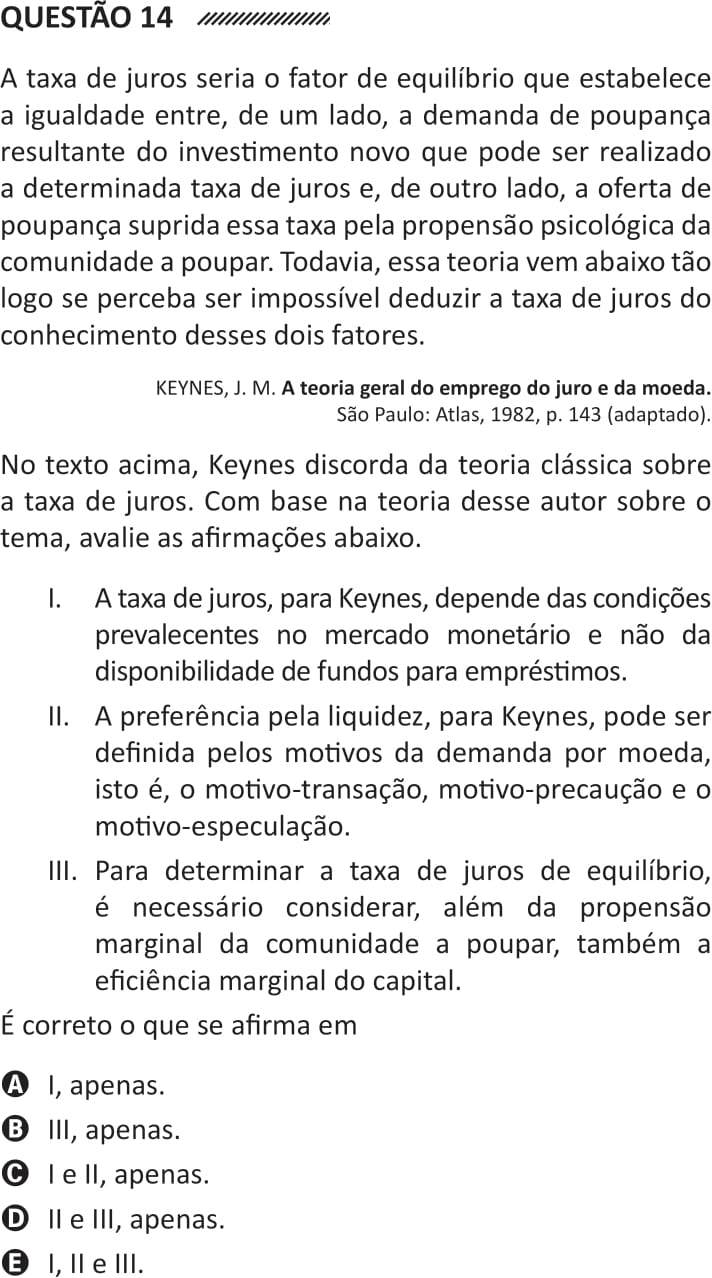 QUESTÃO 14
A taxa de juros seria o fator de equilíbrio que estabelece
a igualdade entre, de um lado, a demanda de poupança
resultante do investimento novo que pode ser realizado
a determinada taxa de juros e, de outro lado, a oferta de
poupança suprida essa taxa pela propensão psicológica da
comunidade a poupar. Todavia, essa teoria vem abaixo tão
logo se perceba ser impossível deduzir a taxa de juros do
conhecimento desses dois fatores.
KEYNES, J. M. A teoria geral do emprego do juro e da moeda.
São Paulo: Atlas, 1982, p. 143 (adaptado).
No texto acima, Keynes discorda da teoria clássica sobre
a taxa de juros. Com base na teoria desse autor sobre o
tema, avalie as afirmações abaixo.
I. A taxa de juros, para Keynes, depende das condições
prevalecentes no mercado monetário e não da
disponibilidade de fundos para empréstimos.
II. A preferência pela liquidez, para Keynes, pode ser
definida pelos motivos da demanda por moeda,
isto é, o motivo-transação, motivo-precaução e o
motivo-especulação.
III. Para determinar a taxa de juros de equilíbrio,
é necessário considerar, além da propensão
marginal da comunidade a poupar, também a
eficiência marginal do capital.
É correto o que se afirma em
A I, apenas.
B III, apenas.
C I e II, apenas.
D II e III, apenas.
E I, II e III.